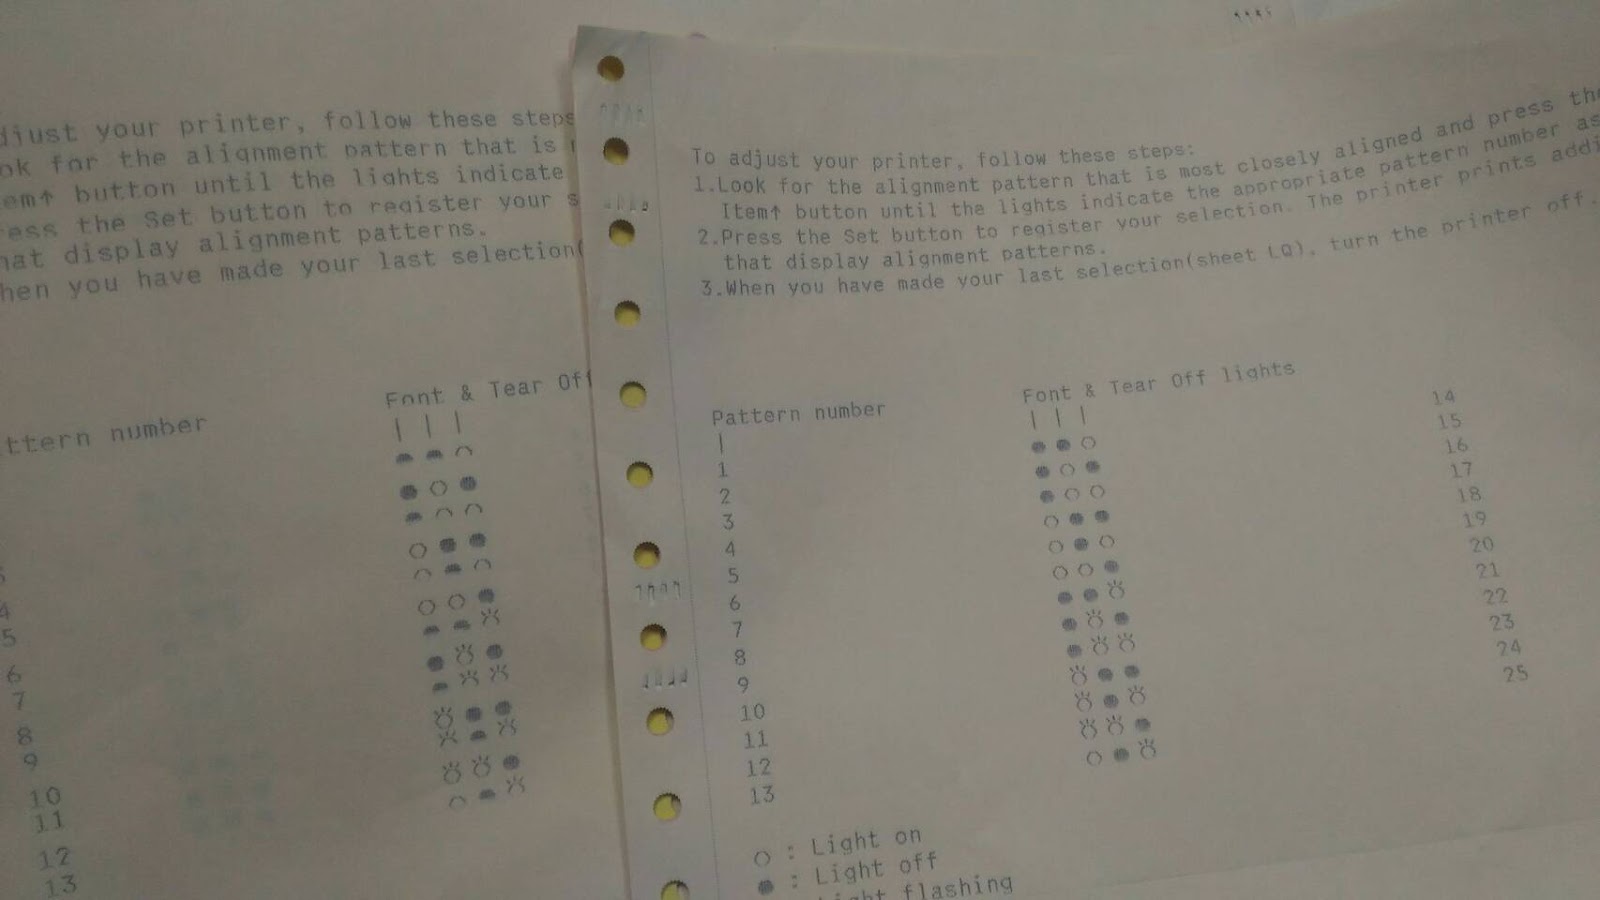 djust your printer, follow these steps
ok for the alignment pattern that is
em↑ button until the lights indicate
ess the Set button to register your s
hat display alignment patterns.
hen you have made your last selection(
ttern number
Font & Tear Off
| | |
● ● ○
● ○ ●
● ○ ○
○ ● ●
○ ● ○
○ ○ ●
4
5
6
7
8
9
10
11
12
13
To adjust your printer, follow these steps:
1.Look for the alignment pattern that is most closely aligned and press the
Item↑ button until the lights indicate the appropriate pattern number as
2.Press the Set button to register your selection. The printer prints addi
that display alignment patterns.
3.When you have made your last selection(sheet LQ), turn the printer off.
Pattern number
|
1
2
3
4
5
6
7
8
9
10
11
12
13
Font & Tear Off lights
| | |
● ● ○
● ○ ●
● ○ ○
○ ● ●
○ ● ○
○ ○ ●
14
15
16
17
18
19
20
21
22
23
24
25
○ : Light on
● : Light off
ght flashing